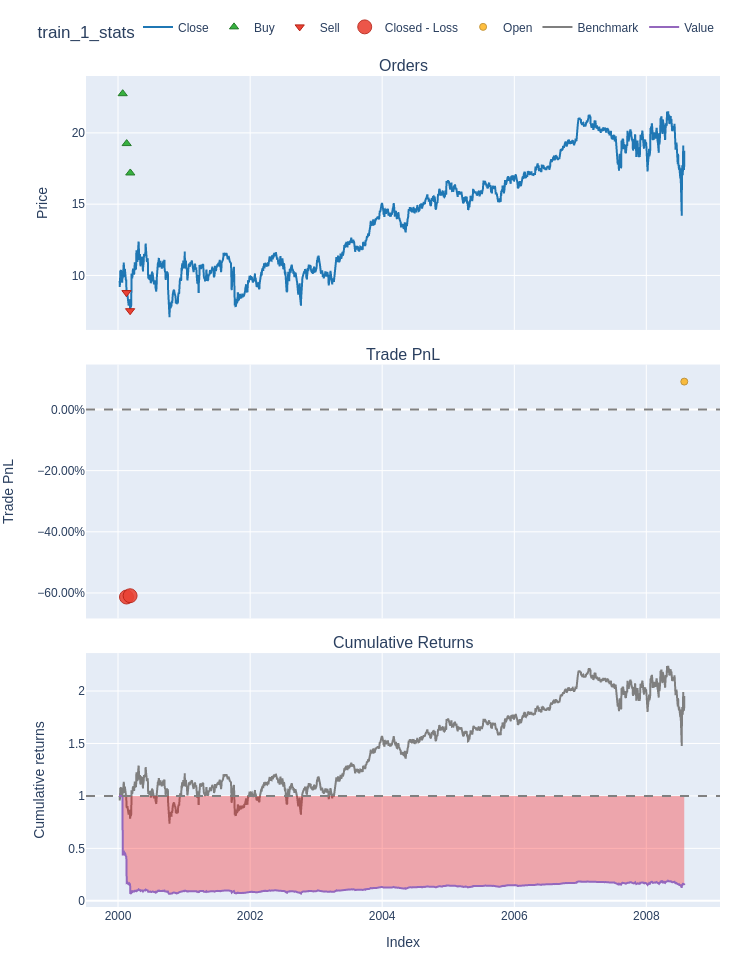 train_1_stats
Close Buy Sell Closed - Loss Open Benchmark Value
Orders
Price
20
15
10
Trade PnL
Trade PnL
0.00%
−20.00%
−40.00%
−60.00%
Cumulative Returns
Cumulative returns
2
1.5
1
0.5
0
2000 2002 2004 2006 2008
Index